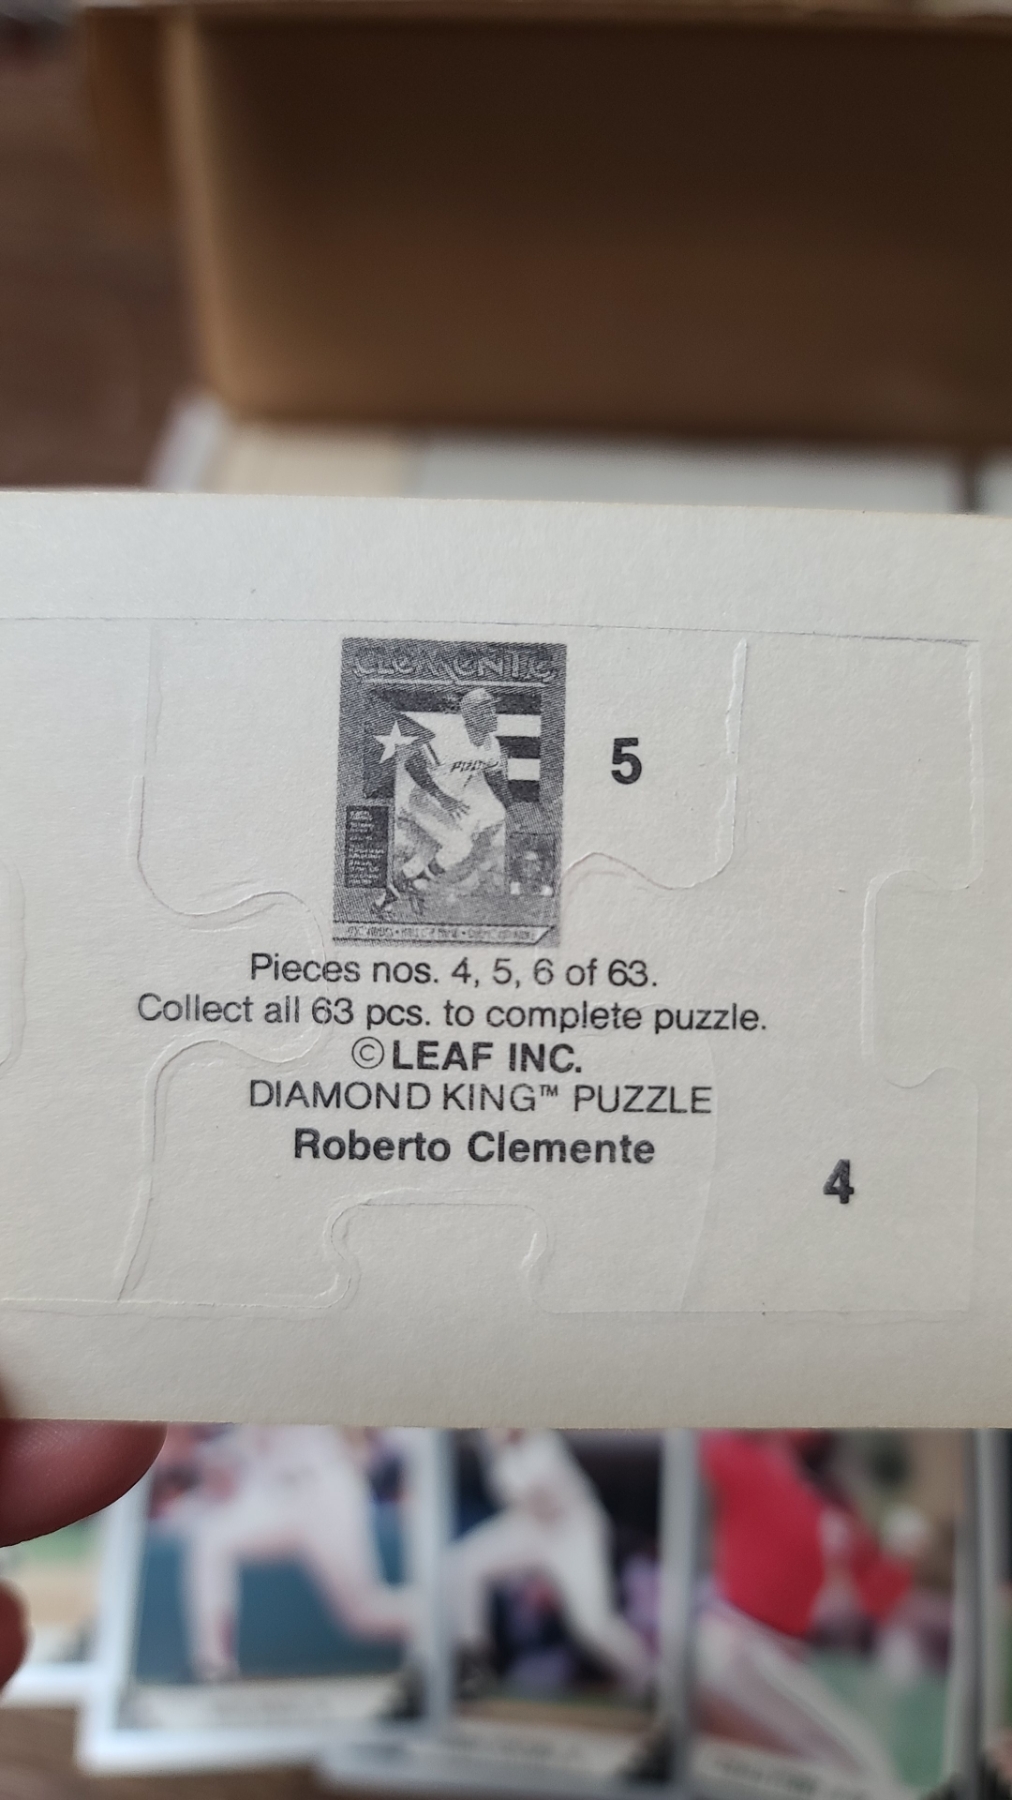 CLEMENTE
5
Pieces nos. 4, 5, 6 of 63.
Collect all 63 pcs. to complete puzzle.
© LEAF INC.
DIAMOND KING™ PUZZLE
Roberto Clemente
4